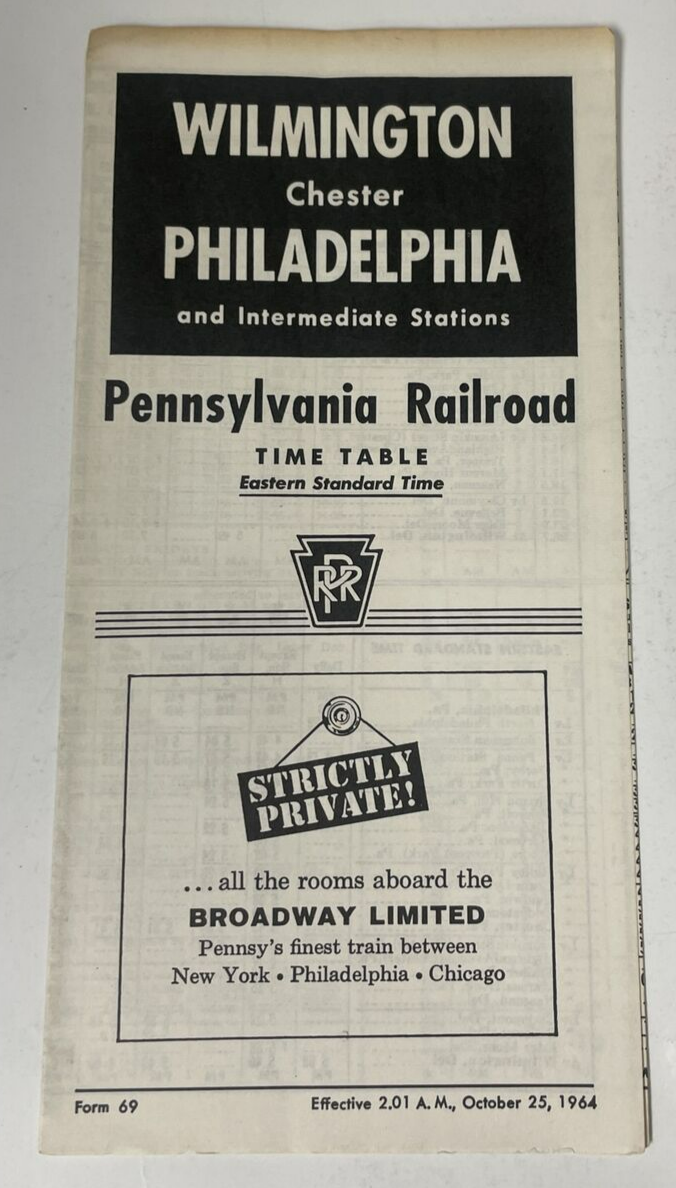 WILMINGTON
Chester
PHILADELPHIA
and Intermediate Stations
Pennsylvania Railroad
TIME TABLE
Eastern Standard Time
PRR
STRICTLY
PRIVATE!
...all the rooms aboard the
BROADWAY LIMITED
Pennsy's finest train between
New York • Philadelphia • Chicago
Form 69
Effective 2.01 A. M., October 25, 1964